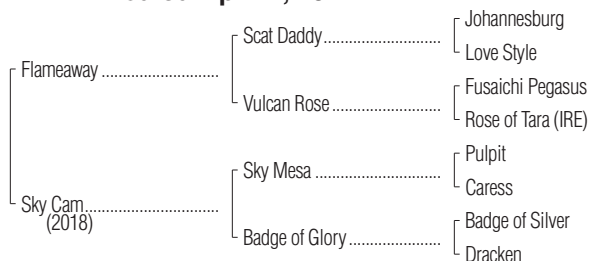 Johannesburg
Scat Daddy
Love Style
Flameaway
Fusaichi Pegasus
Vulcan Rose
Rose of Tara (IRE)
Pulpit
Sky Mesa
Caress
Sky Cam
(2018)
Badge of Silver
Badge of Glory
Dracken